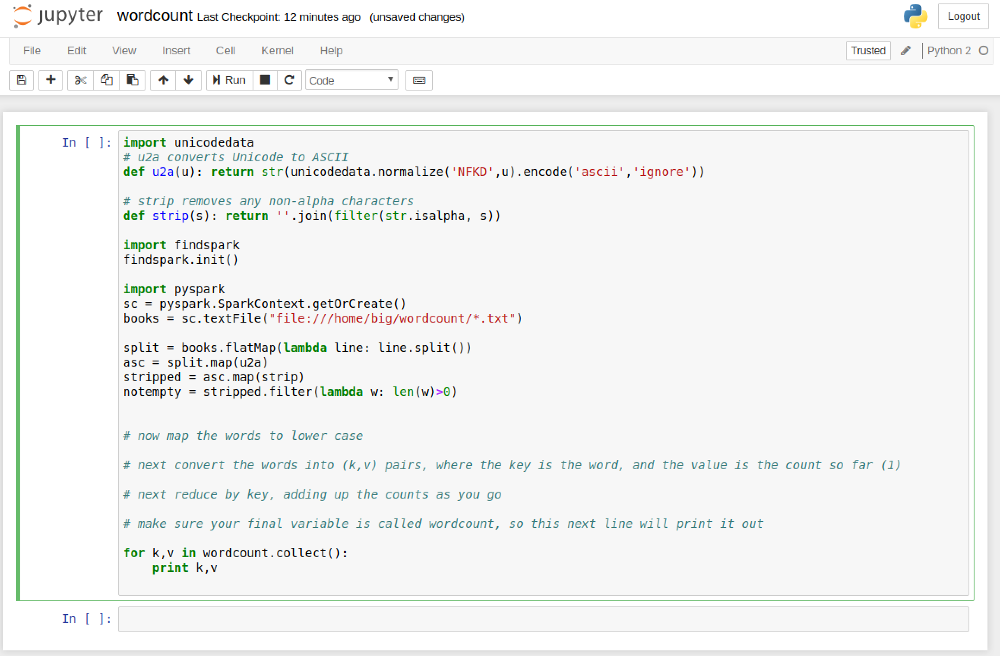 jupyter wordcount Last Checkpoint: 12 minutes ago (unsaved changes) Logout
File Edit View Insert Cell Kernel Help Trusted Python 2
Run Code
In [ ]: import unicodedata
# u2a converts Unicode to ASCII
def u2a(u): return str(unicodedata.normalize('NFKD',u).encode('ascii','ignore'))
# strip removes any non-alpha characters
def strip(s): return ''.join(filter(str.isalpha, s))
import findspark
findspark.init()
import pyspark
sc = pyspark.SparkContext.getOrCreate()
books = sc.textFile("file:///home/big/wordcount/*.txt")
split = books.flatMap(lambda line: line.split())
asc = split.map(u2a)
stripped = asc.map(strip)
notempty = stripped.filter(lambda w: len(w)>0)
# now map the words to lower case
# next convert the words into (k,v) pairs, where the key is the word, and the value is the count so far (1)
# next reduce by key, adding up the counts as you go
# make sure your final variable is called wordcount, so this next line will print it out
for k,v in wordcount.collect():
    print k,v
In [ ]: